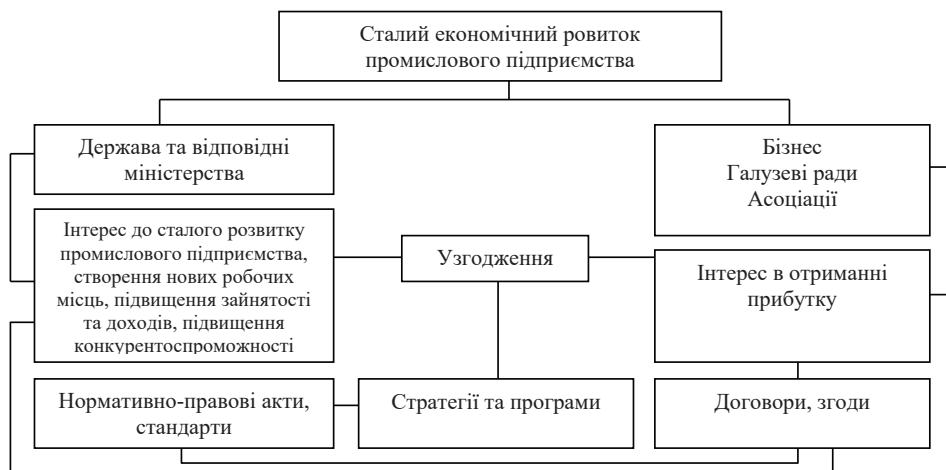 Сталий економічний ровиток
промислового підприємства
Держава та відповідні
міністерства
Бізнес
Галузеві ради
Асоціації
Інтерес до сталого розвитку
промислового підприємства,
створення нових робочих
місць, підвищення зайнятості
та доходів, підвищення
конкурентоспроможності
Узгодження
Інтерес в отриманні
прибутку
Нормативно-правові акти,
стандарти
Стратегії та програми
Договори, згоди